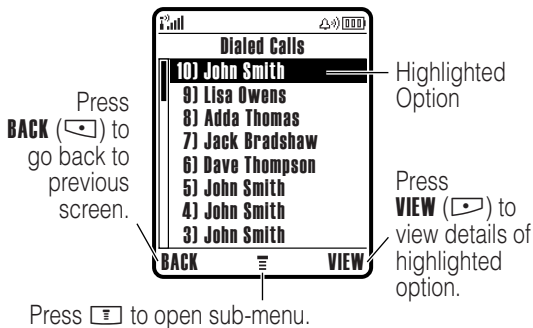 Dialed Calls
10) John Smith
9) Lisa Owens
8) Adda Thomas
7) Jack Bradshaw
6) Dave Thompson
5) John Smith
4) John Smith
3) John Smith
BACK VIEW
Highlighted
Option
Press
BACK ( ) to
go back to
previous
screen.
Press
VIEW ( ) to
view details of
highlighted
option.
Press to open sub-menu.